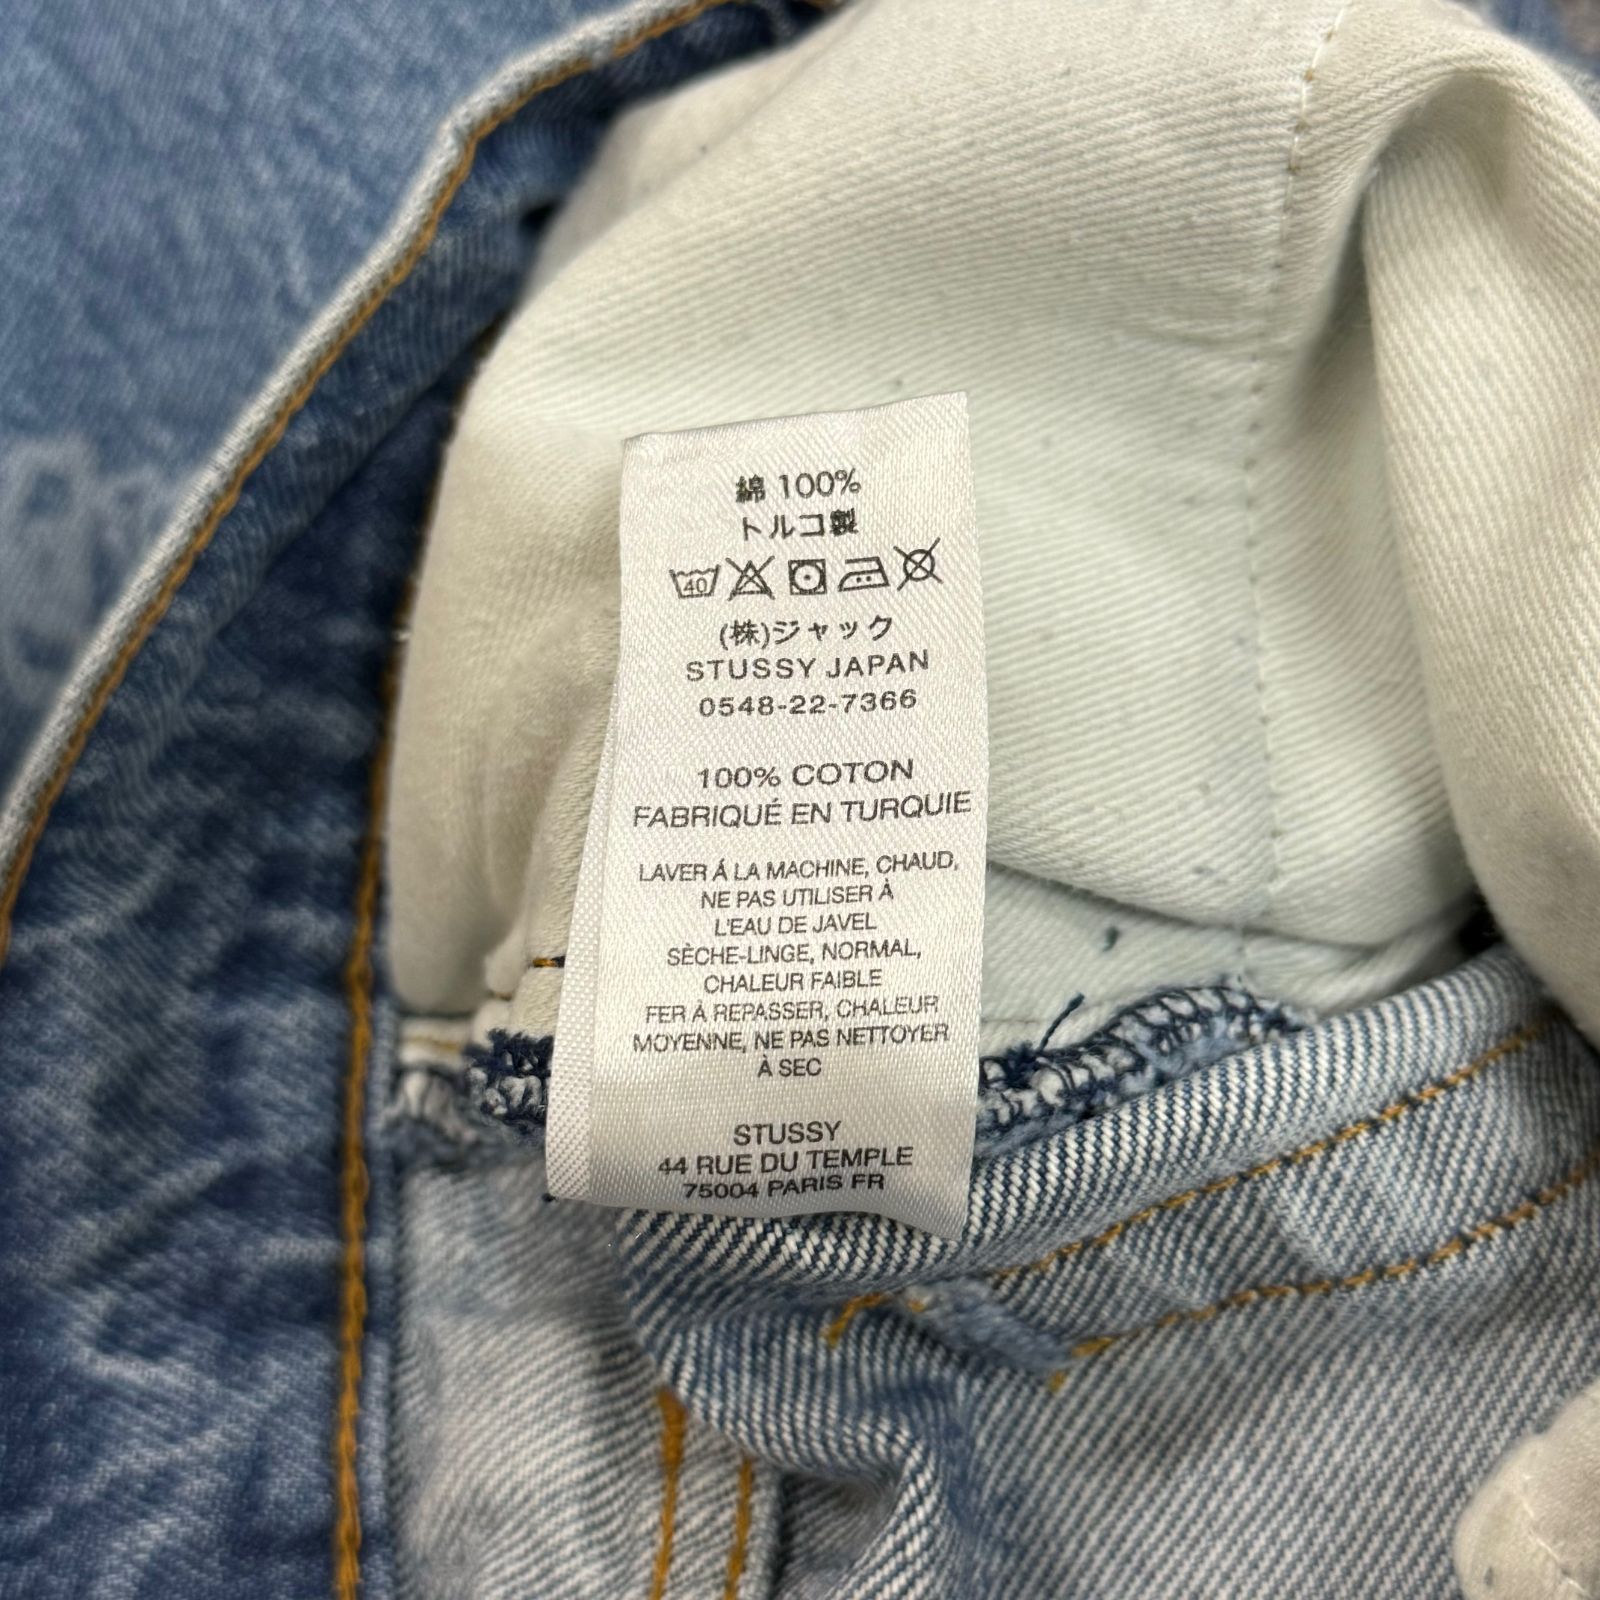 綿 100%
トルコ製
40
(株)ジャック
STUSSY JAPAN
0548-22-7366
100% COTON
FABRIQUÉ EN TURQUIE
LAVER Á LA MACHINE, CHAUD,
NE PAS UTILISER À
L'EAU DE JAVEL
SÈCHE-LINGE, NORMAL,
CHALEUR FAIBLE
FER À REPASSER, CHALEUR
MOYENNE, NE PAS NETTOYER
À SEC
STUSSY
44 RUE DU TEMPLE
75004 PARIS FR